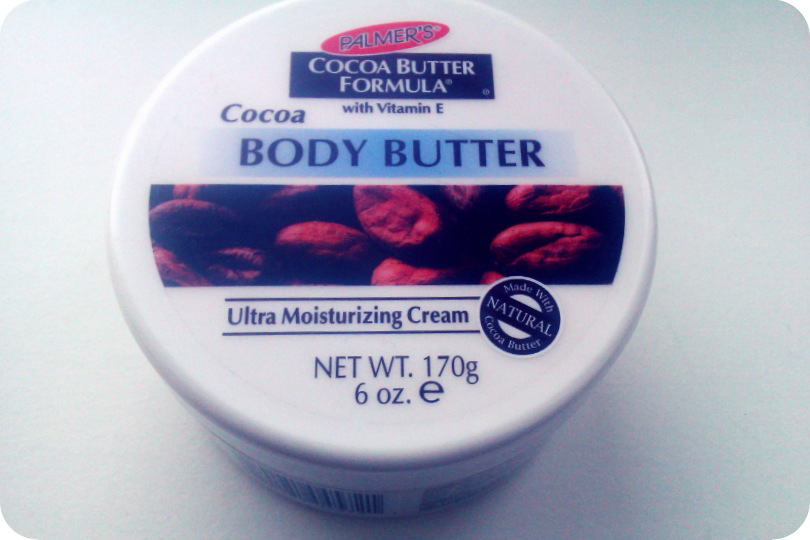 PALMER'S®
COCOA BUTTER
FORMULA®
®
with Vitamin E
Cocoa
BODY BUTTER
Ultra Moisturizing Cream
Made With
NATURAL
Cocoa Butter
NET WT. 170g
6 oz. ℮